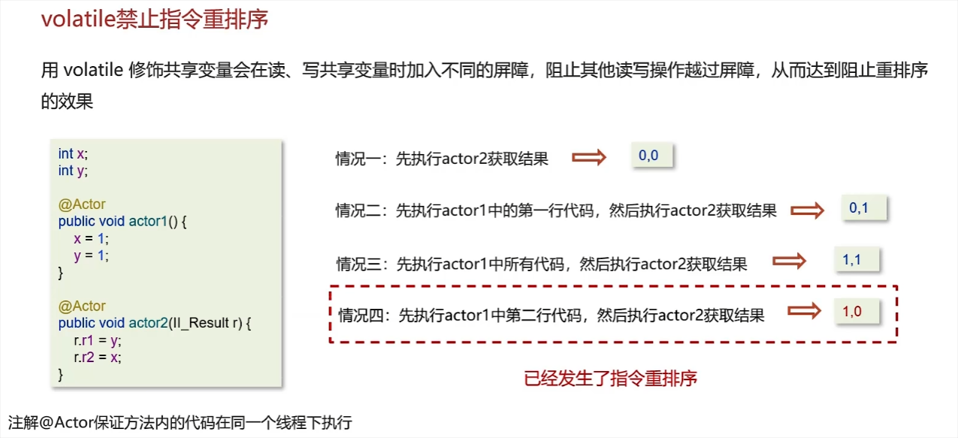 volatile禁止指令重排序
用 volatile 修饰共享变量会在读、写共享变量时加入不同的屏障，阻止其他读写操作越过屏障，从而达到阻止重排序
的效果
int x;
int y;
@Actor
public void actor1() {
x = 1;
y = 1;
}
@Actor
public void actor2(II_Result r) {
r.r1 = y;
r.r2 = x;
}
情况一：先执行actor2获取结果 0,0
情况二：先执行actor1中的第一行代码，然后执行actor2获取结果 0,1
情况三：先执行actor1中所有代码，然后执行actor2获取结果 1,1
情况四：先执行actor1中第二行代码，然后执行actor2获取结果 1,0
已经发生了指令重排序
注解@Actor保证方法内的代码在同一个线程下执行